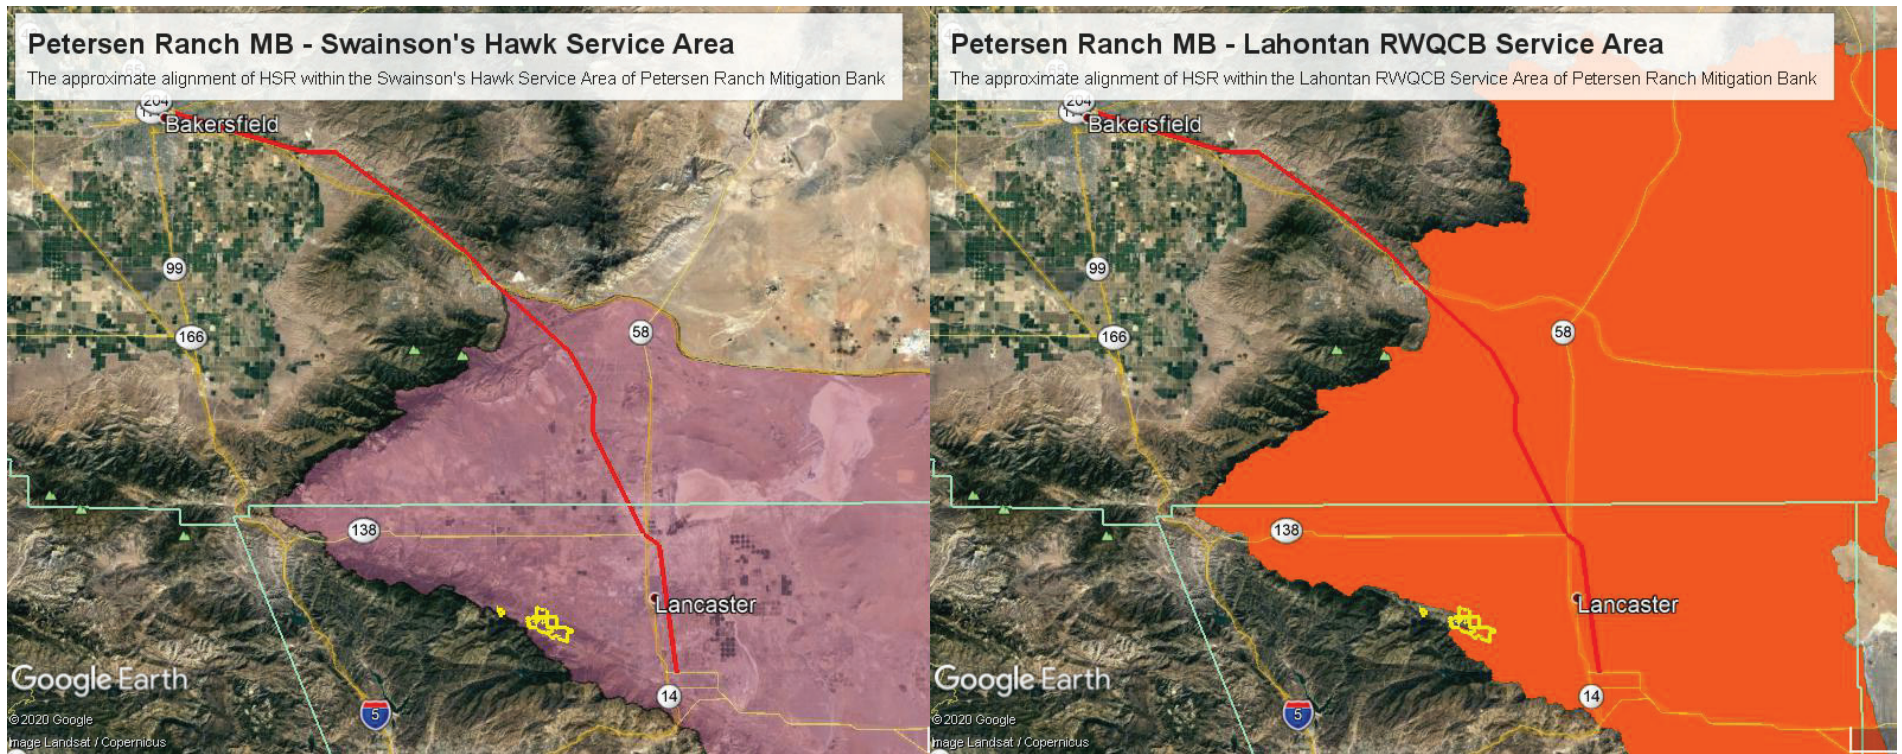 Petersen Ranch MB - Swainson's Hawk Service Area
The approximate alignment of HSR within the Swainson's Hawk Service Area of Petersen Ranch Mitigation Bank
204
Bakersfield
99
166
58
138
Lancaster
14
5
Google Earth
© 2020 Google
mage Landsat / Copernicus
Petersen Ranch MB - Lahontan RWQCB Service Area
The approximate alignment of HSR within the Lahontan RWQCB Service Area of Petersen Ranch Mitigation Bank
204
Bakersfield
99
166
58
138
Lancaster
14
5
Google Earth
© 2020 Google
mage Landsat / Copernicus